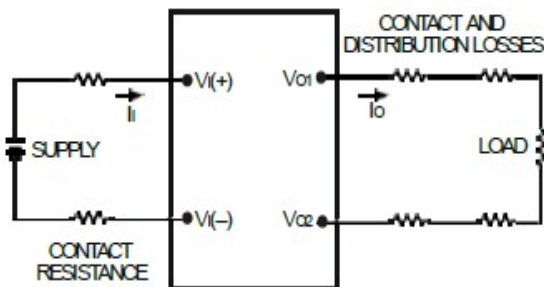 CONTACT AND
DISTRIBUTION LOSSES
VI(+)
VO1
II
IO
SUPPLY
LOAD
VI(–)
VO2
CONTACT
RESISTANCE